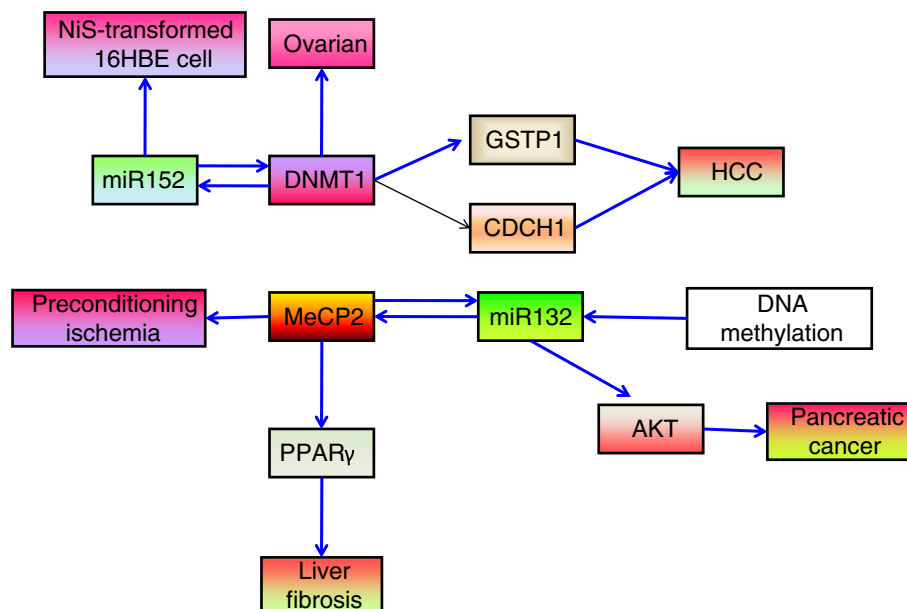 NiS-transformed
16HBE cell
Ovarian
miR152
DNMT1
GSTP1
CDCH1
HCC
Preconditioning
ischemia
MeCP2
miR132
DNA
methylation
PPARγ
AKT
Pancreatic
cancer
Liver
fibrosis